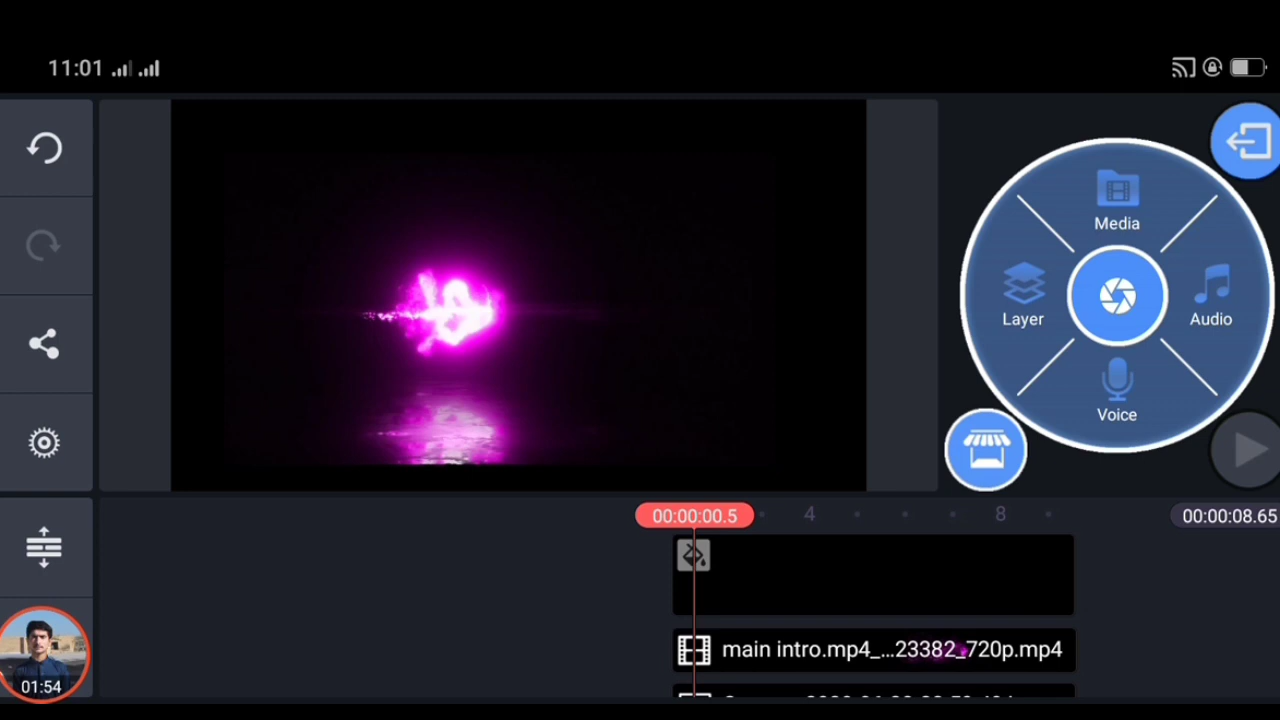 11:01
Media
Layer
Audio
Voice
00:00:00.5
4
8
00:00:08.65
main intro.mp4_...23382_720p.mp4
01:54